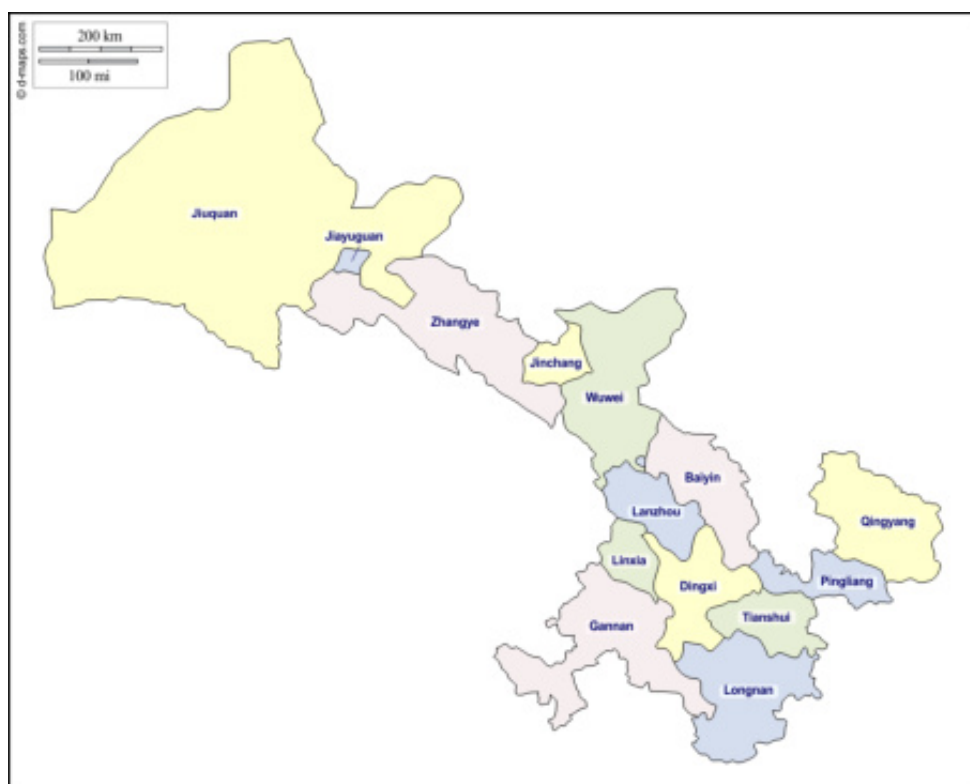 200 km
100 mi
© d-maps.com
Jiuquan
Jiayuguan
Zhangye
Jinchang
Wuwei
Baiyin
Lanzhou
Qingyang
Linxia
Dingxi
Pingliang
Tianshui
Gannan
Longnan